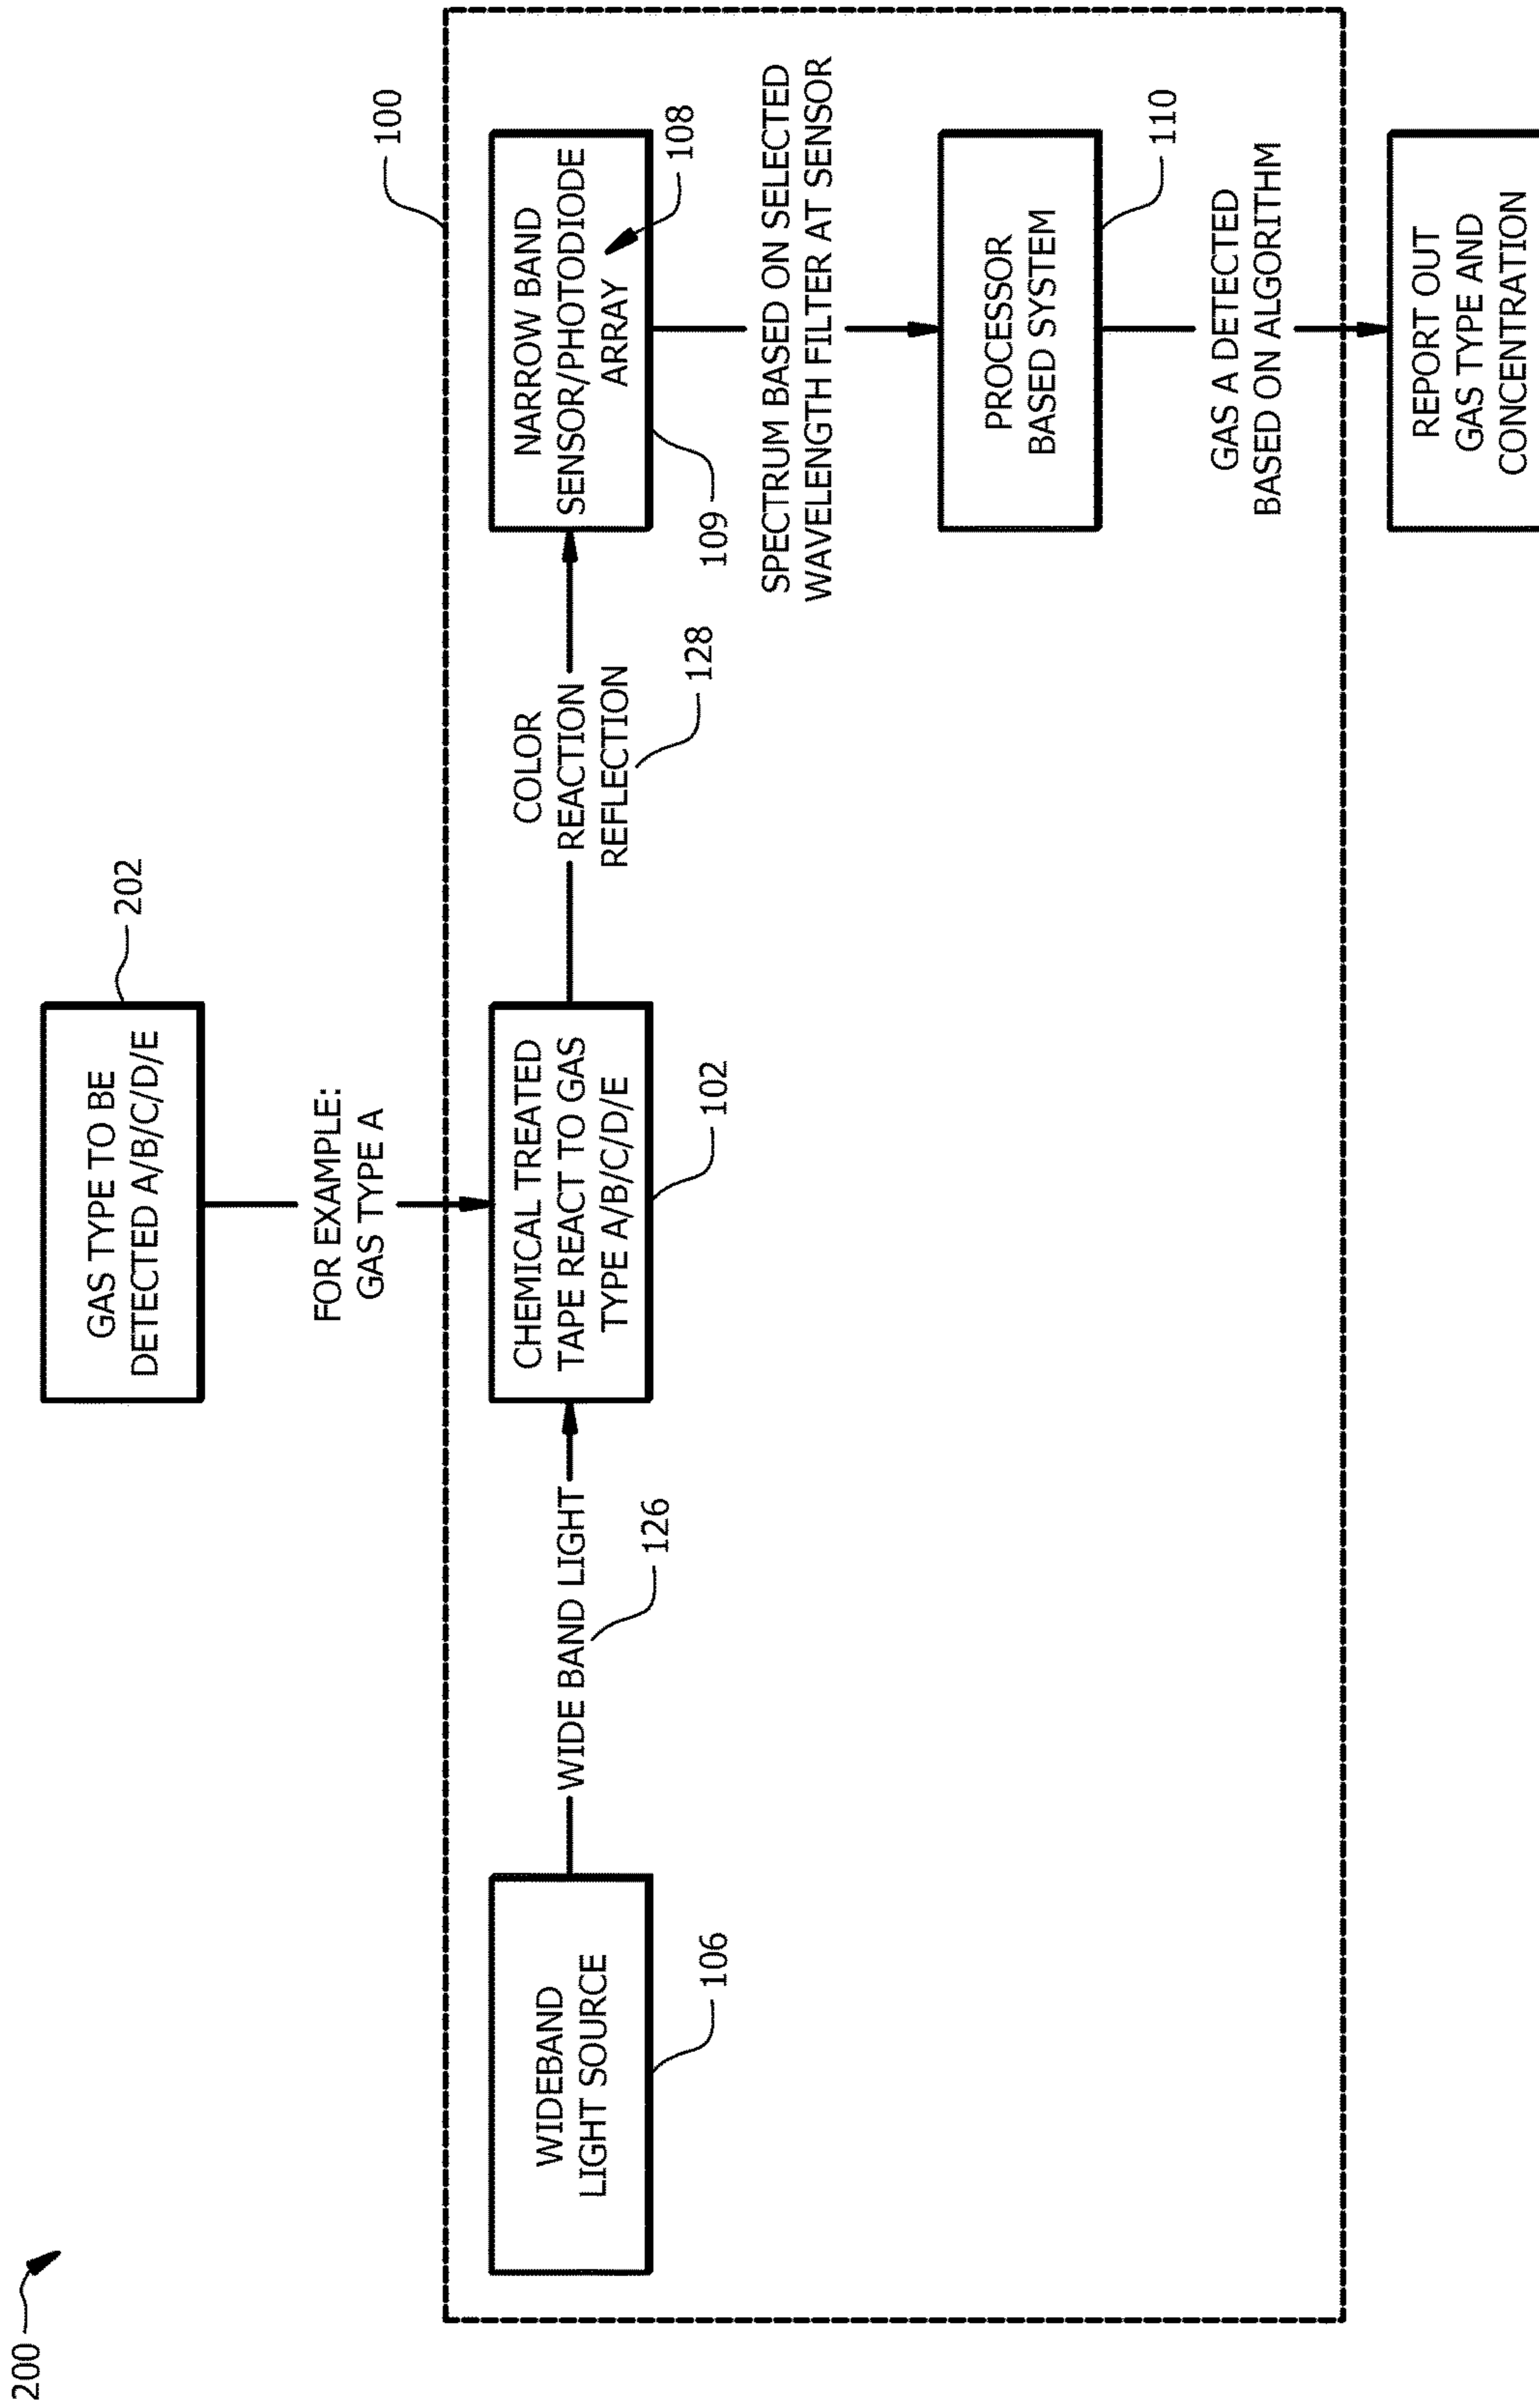 200
GAS TYPE TO BE
DETECTED A/B/C/D/E
202
FOR EXAMPLE:
GAS TYPE A
100
WIDEBAND
LIGHT SOURCE
106
WIDE BAND LIGHT
126
CHEMICAL TREATED
TAPE REACT TO GAS
TYPE A/B/C/D/E
102
COLOR
REACTION
REFLECTION
128
NARROW BAND
SENSOR/PHOTODIODE
ARRAY
108
109
SPECTRUM BASED ON SELECTED
WAVELENGTH FILTER AT SENSOR
PROCESSOR
BASED SYSTEM
110
GAS A DETECTED
BASED ON ALGORITHM
REPORT OUT
GAS TYPE AND
CONCENTRATION